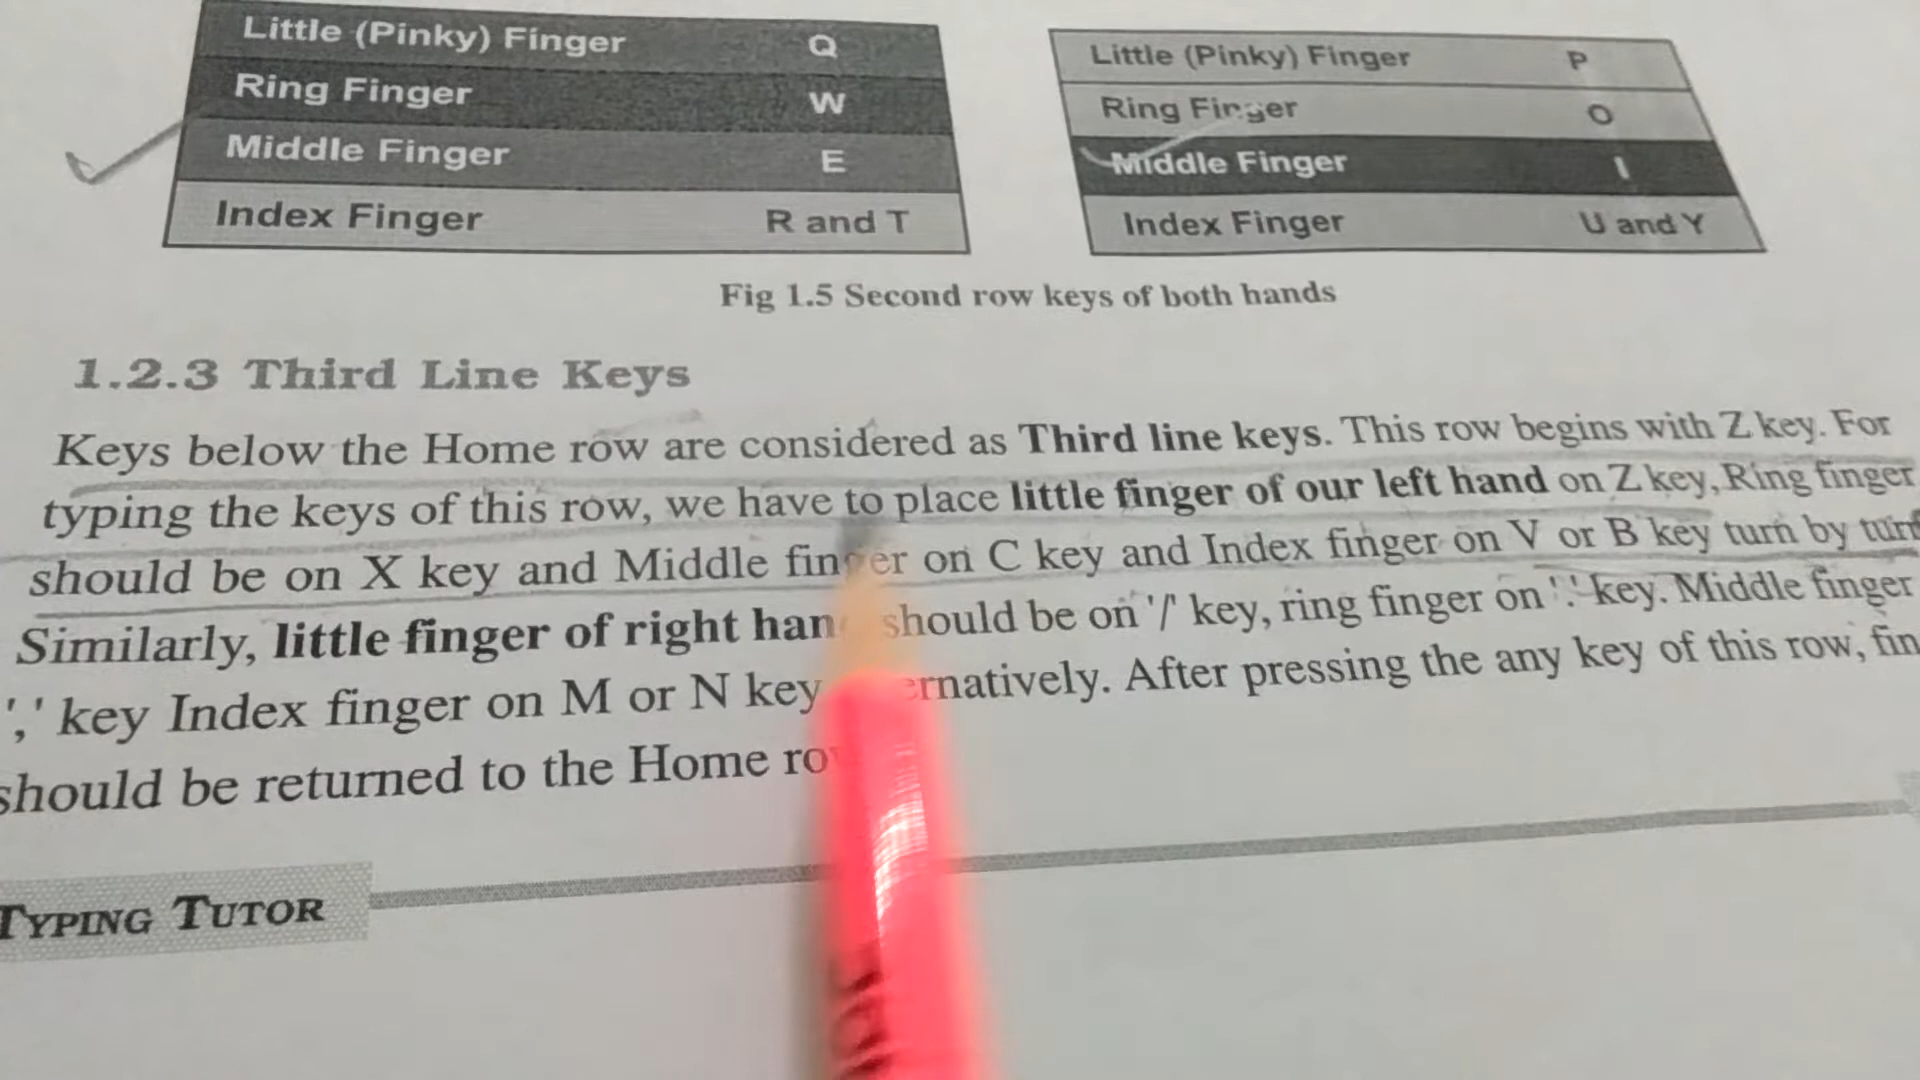 Little (Pinky) Finger Q
Ring Finger W
Middle Finger E
Index Finger R and T
Little (Pinky) Finger P
Ring Finger O
Middle Finger I
Index Finger U and Y
Fig 1.5 Second row keys of both hands
1.2.3 Third Line Keys
Keys below the Home row are considered as Third line keys. This row begins with Z key. For
typing the keys of this row, we have to place little finger of our left hand on Z key, Ring finger
should be on X key and Middle finger on C key and Index finger on V or B key turn by turn
Similarly, little finger of right should be on '/' key, ring finger on '.' key. Middle finger
',' key Index finger on M or N key After pressing the any key of this row,
should be returned to the Home
TYPING TUTOR